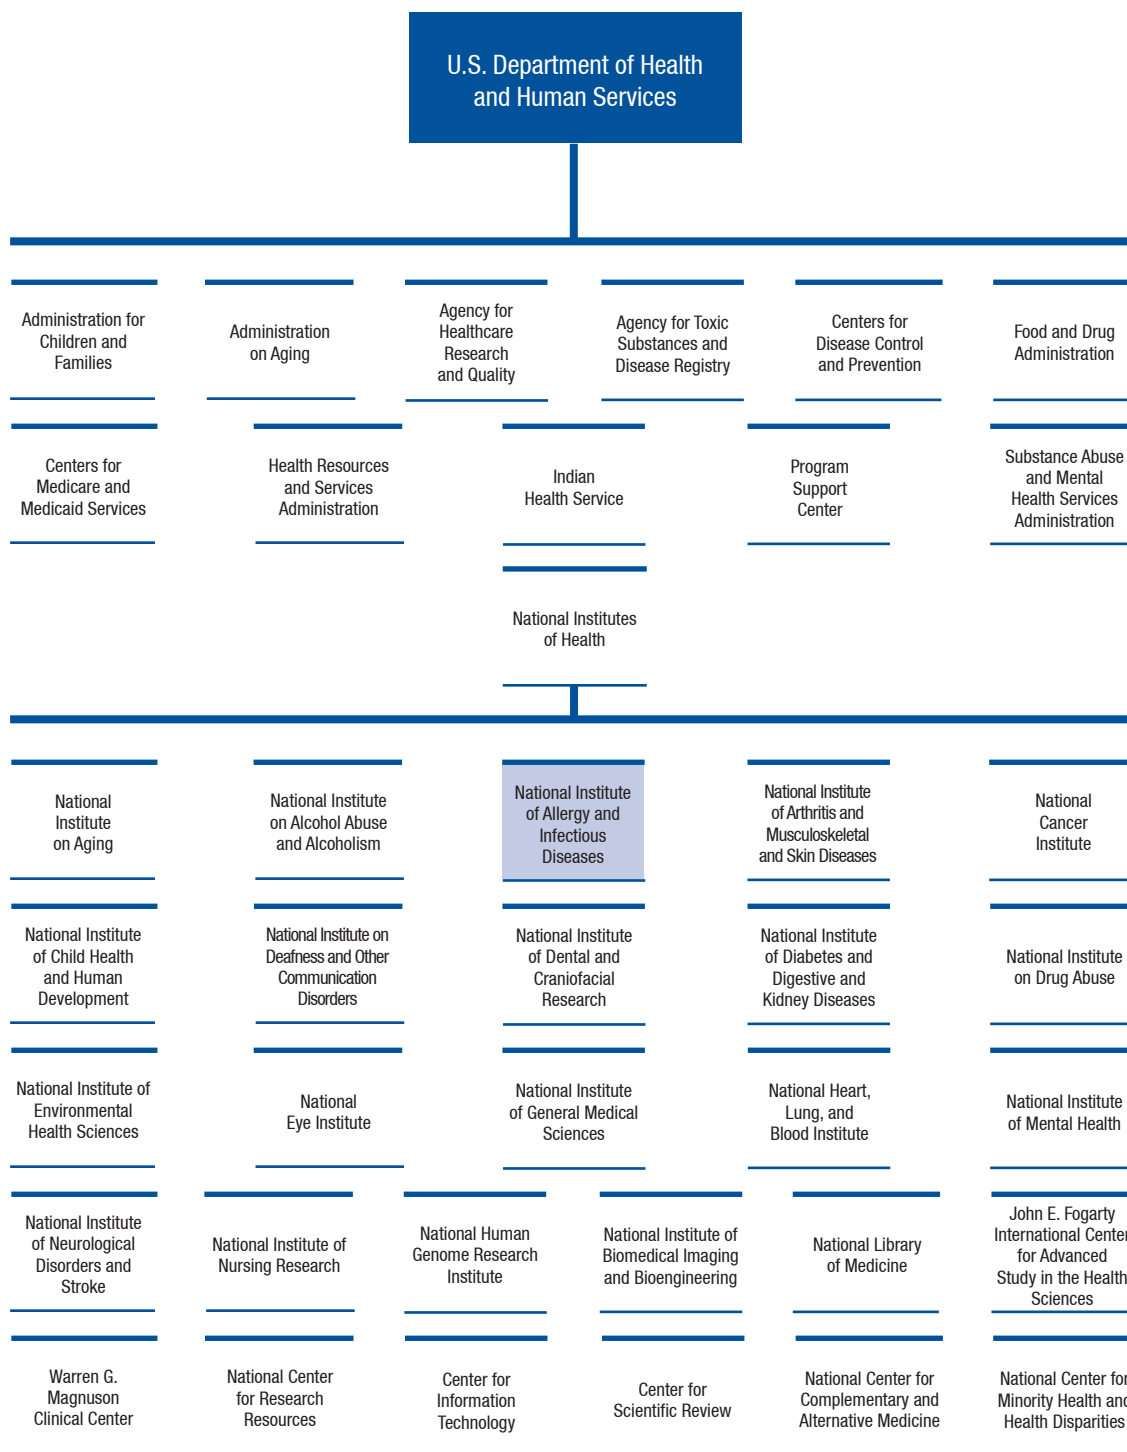 U.S. Department of Health
and Human Services
Administration for
Children and
Families
Administration
on Aging
Agency for
Healthcare
Research
and Quality
Agency for Toxic
Substances and
Disease Registry
Centers for
Disease Control
and Prevention
Food and Drug
Administration
Centers for
Medicare and
Medicaid Services
Health Resources
and Services
Administration
Indian
Health Service
Program
Support
Center
Substance Abuse
and Mental
Health Services
Administration
National Institutes
of Health
National
Institute
on Aging
National Institute
on Alcohol Abuse
and Alcoholism
National Institute
of Allergy and
Infectious
Diseases
National Institute
of Arthritis and
Musculoskeletal
and Skin Diseases
National
Cancer
Institute
National Institute
of Child Health
and Human
Development
National Institute on
Deafness and Other
Communication
Disorders
National Institute
of Dental and
Craniofacial
Research
National Institute
of Diabetes and
Digestive and
Kidney Diseases
National Institute
on Drug Abuse
National Institute of
Environmental
Health Sciences
National
Eye Institute
National Institute
of General Medical
Sciences
National Heart,
Lung, and
Blood Institute
National Institute
of Mental Health
National Institute
of Neurological
Disorders and
Stroke
National Institute of
Nursing Research
National Human
Genome Research
Institute
National Institute of
Biomedical Imaging
and Bioengineering
National Library
of Medicine
John E. Fogarty
International Center
for Advanced
Study in the Health
Sciences
Warren G.
Magnuson
Clinical Center
National Center
for Research
Resources
Center for
Information
Technology
Center for
Scientific Review
National Center for
Complementary and
Alternative Medicine
National Center for
Minority Health and
Health Disparities